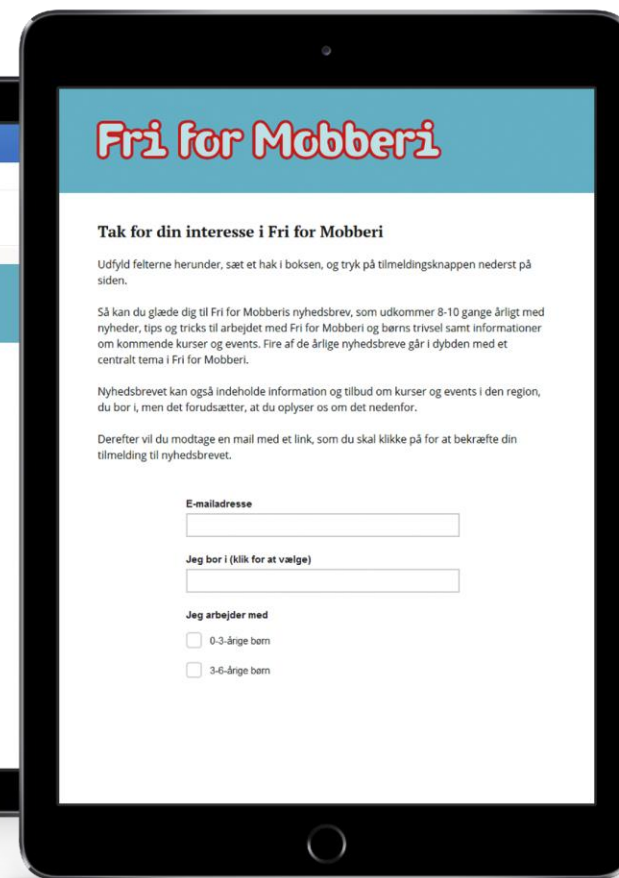 Fri for Mobberi
Tak for din interesse i Fri for Mobberi
Udfyld felterne herunder, sæt et hak i boksen, og tryk på tilmeldingsknappen nederst på
siden.
Så kan du glæde dig til Fri for Mobberis nyhedsbrev, som udkommer 8-10 gange årligt med
nyheder, tips og tricks til arbejdet med Fri for Mobberi og børns trivsel samt informationer
om kommende kurser og events. Fire af de årlige nyhedsbreve går i dybden med et
centralt tema i Fri for Mobberi.
Nyhedsbrevet kan også indeholde information og tilbud om kurser og events i den region,
du bor i, men det forudsætter, at du oplyser os om det nedenfor.
Derefter vil du modtage en mail med et link, som du skal klikke på for at bekræfte din
tilmelding til nyhedsbrevet.
E-mailadresse
Jeg bor i (klik for at vælge)
Jeg arbejder med
0-3-årige børn
3-6-årige børn